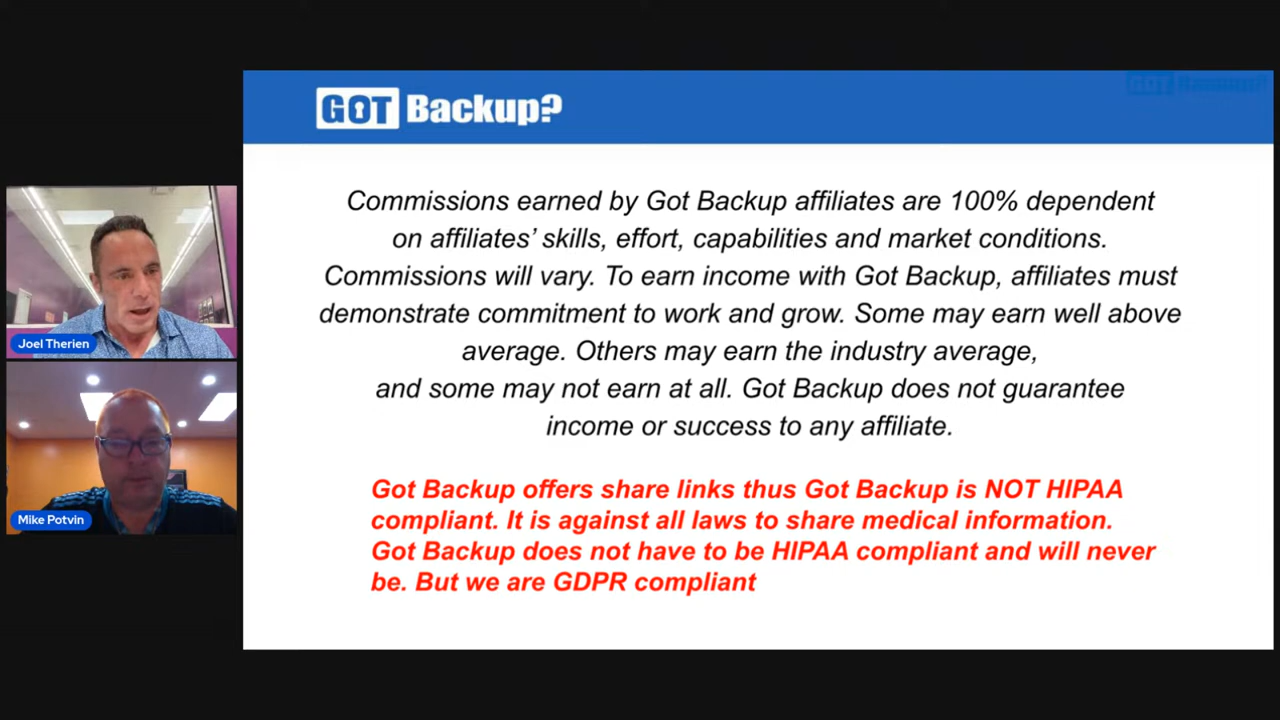 GOT Backup?
GOT Backup?
Commissions earned by Got Backup affiliates are 100% dependent
on affiliates’ skills, effort, capabilities and market conditions.
Commissions will vary. To earn income with Got Backup, affiliates must
demonstrate commitment to work and grow. Some may earn well above
average. Others may earn the industry average,
and some may not earn at all. Got Backup does not guarantee
income or success to any affiliate.
Joel Therien
Mike Potvin
Got Backup offers share links thus Got Backup is NOT HIPAA
compliant. It is against all laws to share medical information.
Got Backup does not have to be HIPAA compliant and will never
be. But we are GDPR compliant